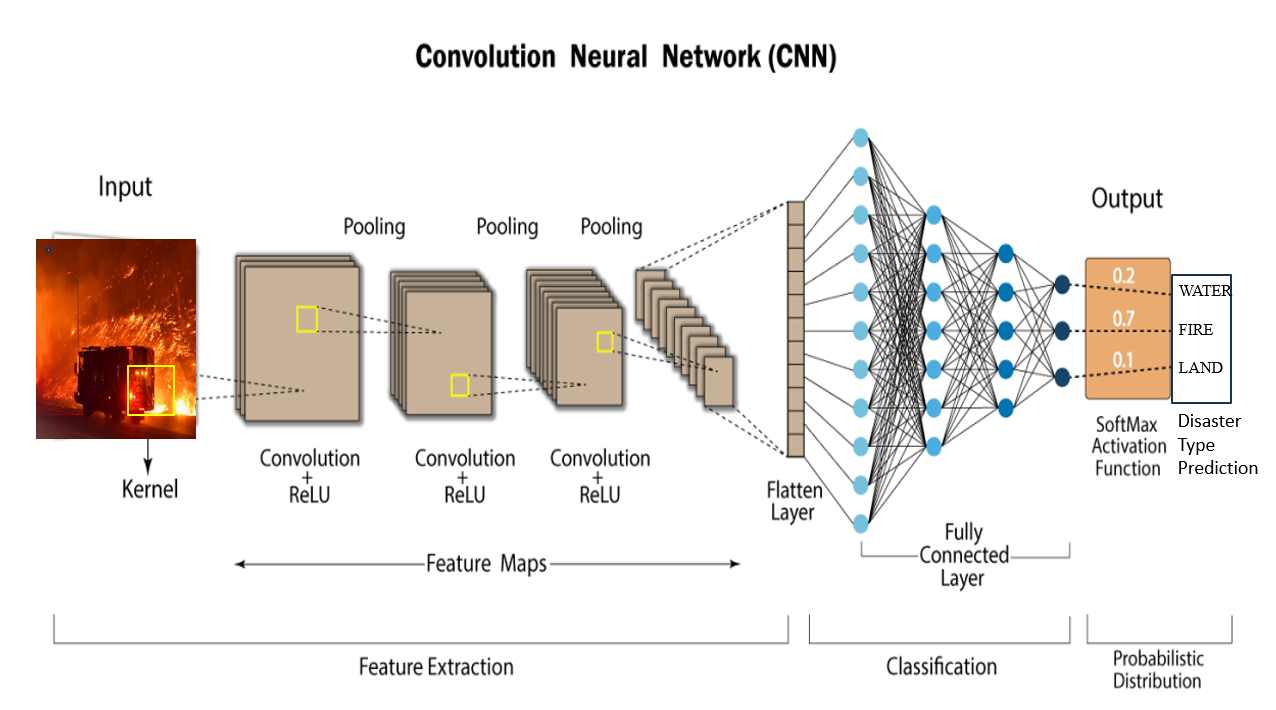 Convolution Neural Network (CNN)
Input
Kernel
Pooling
Pooling
Pooling
Convolution
+
ReLU
Convolution
+
ReLU
Convolution
+
ReLU
Feature Maps
Flatten
Layer
Fully
Connected
Layer
Output
0.2
0.7
0.1
WATER
FIRE
LAND
SoftMax
Activation
Function
Disaster
Type
Prediction
Feature Extraction
Classification
Probabilistic
Distribution